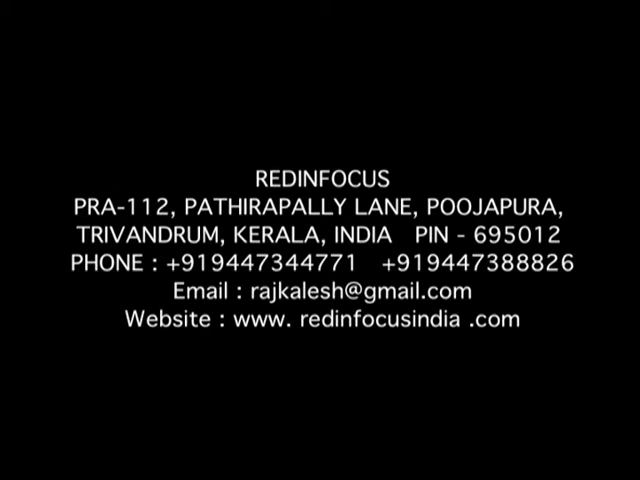 REDINFOCUS
PRA-112, PATHIRAPALLY LANE, POOJAPURA,
TRIVANDRUM, KERALA, INDIA PIN - 695012
PHONE : +919447344771 +919447388826
Email : rajkalesh@gmail.com
Website : www. redinfocusindia .com